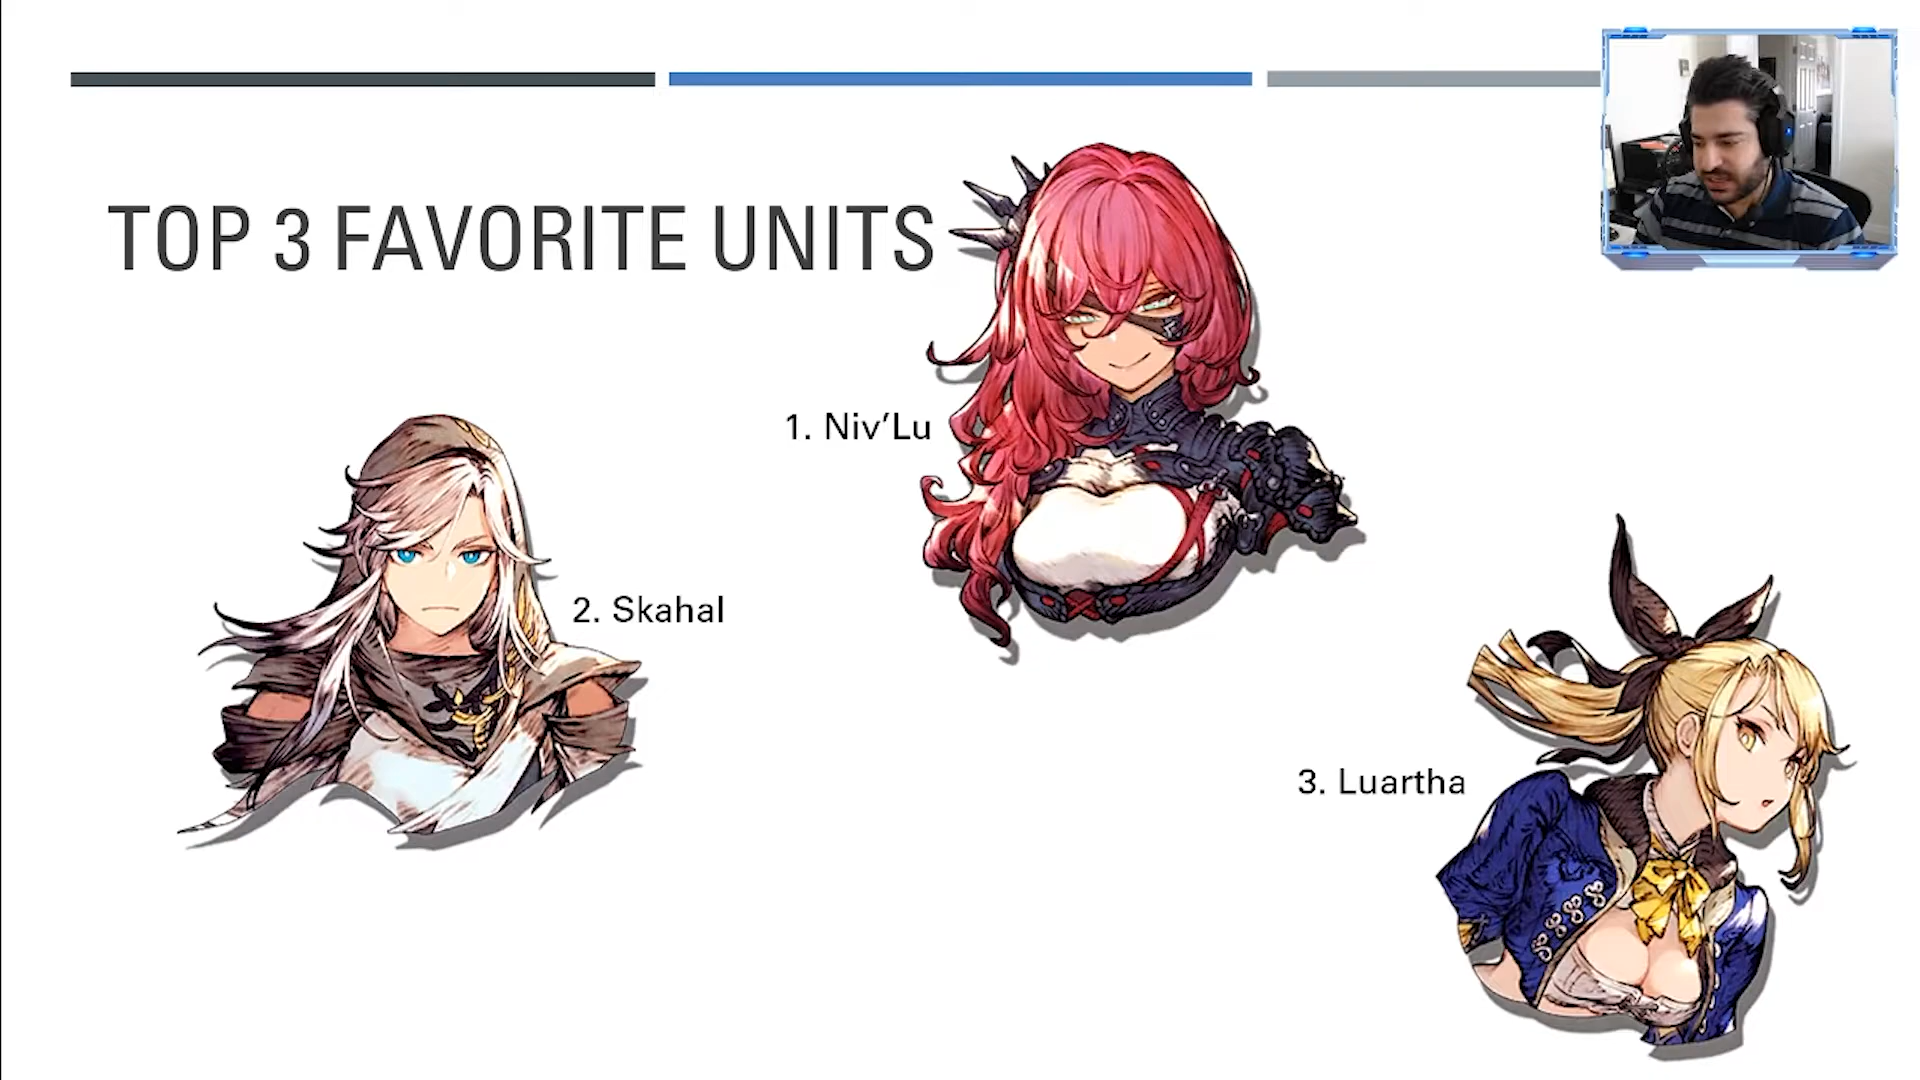 TOP 3 FAVORITE UNITS
1. Niv'Lu
2. Skahal
3. Luartha